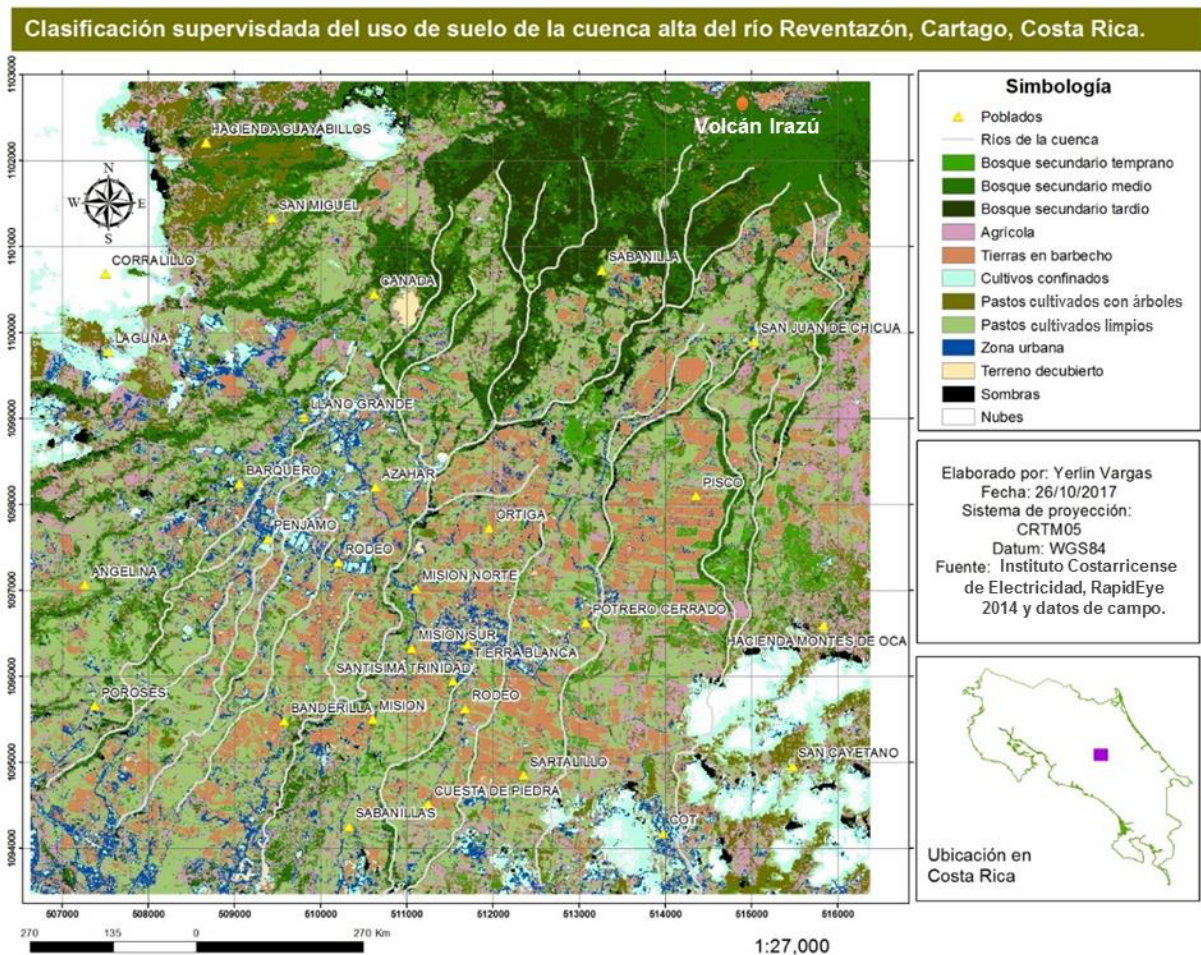 Clasificación supervisdada del uso de suelo de la cuenca alta del río Reventazón, Cartago, Costa Rica.
1103000
1102000
1101000
1100000
1099000
1098000
1097000
1096000
1095000
1094000
Volcán Irazú
HACIENDA GUAYABILLOS
N
W E
S
SAN MIGUEL
CORRALILLO
SABANILLA
CANADA
SAN JUAN DE CHICUA
LAGUNA
LLANO GRANDE
BARQUERO
AZAHAR
PISCO
ORTIGA
PENJAMO
RODEO
ANGELINA
MISION NORTE
POTRERO CERRADO
HACIENDA MONTES DE OCA
MISION SUR
TIERRA BLANCA
SANTISIMA TRINIDAD
POROSES
RODEO
BANDERILLA
MISION
SAN CAYETANO
SARTALILLO
CUESTA DE PIEDRA
SABANILLAS
COT
507000 508000 509000 510000 511000 512000 513000 514000 515000 516000
270 135 0 270 Km
1:27,000
Simbología
Poblados
Ríos de la cuenca
Bosque secundario temprano
Bosque secundario medio
Bosque secundario tardio
Agrícola
Tierras en barbecho
Cultivos confinados
Pastos cultivados con árboles
Pastos cultivados limpios
Zona urbana
Terreno decubierto
Sombras
Nubes
Elaborado por: Yerlin Vargas
Fecha: 26/10/2017
Sistema de proyección:
CRTM05
Datum: WGS84
Fuente: Instituto Costarricense
de Electricidad, RapidEye
2014 y datos de campo.
Ubicación en
Costa Rica